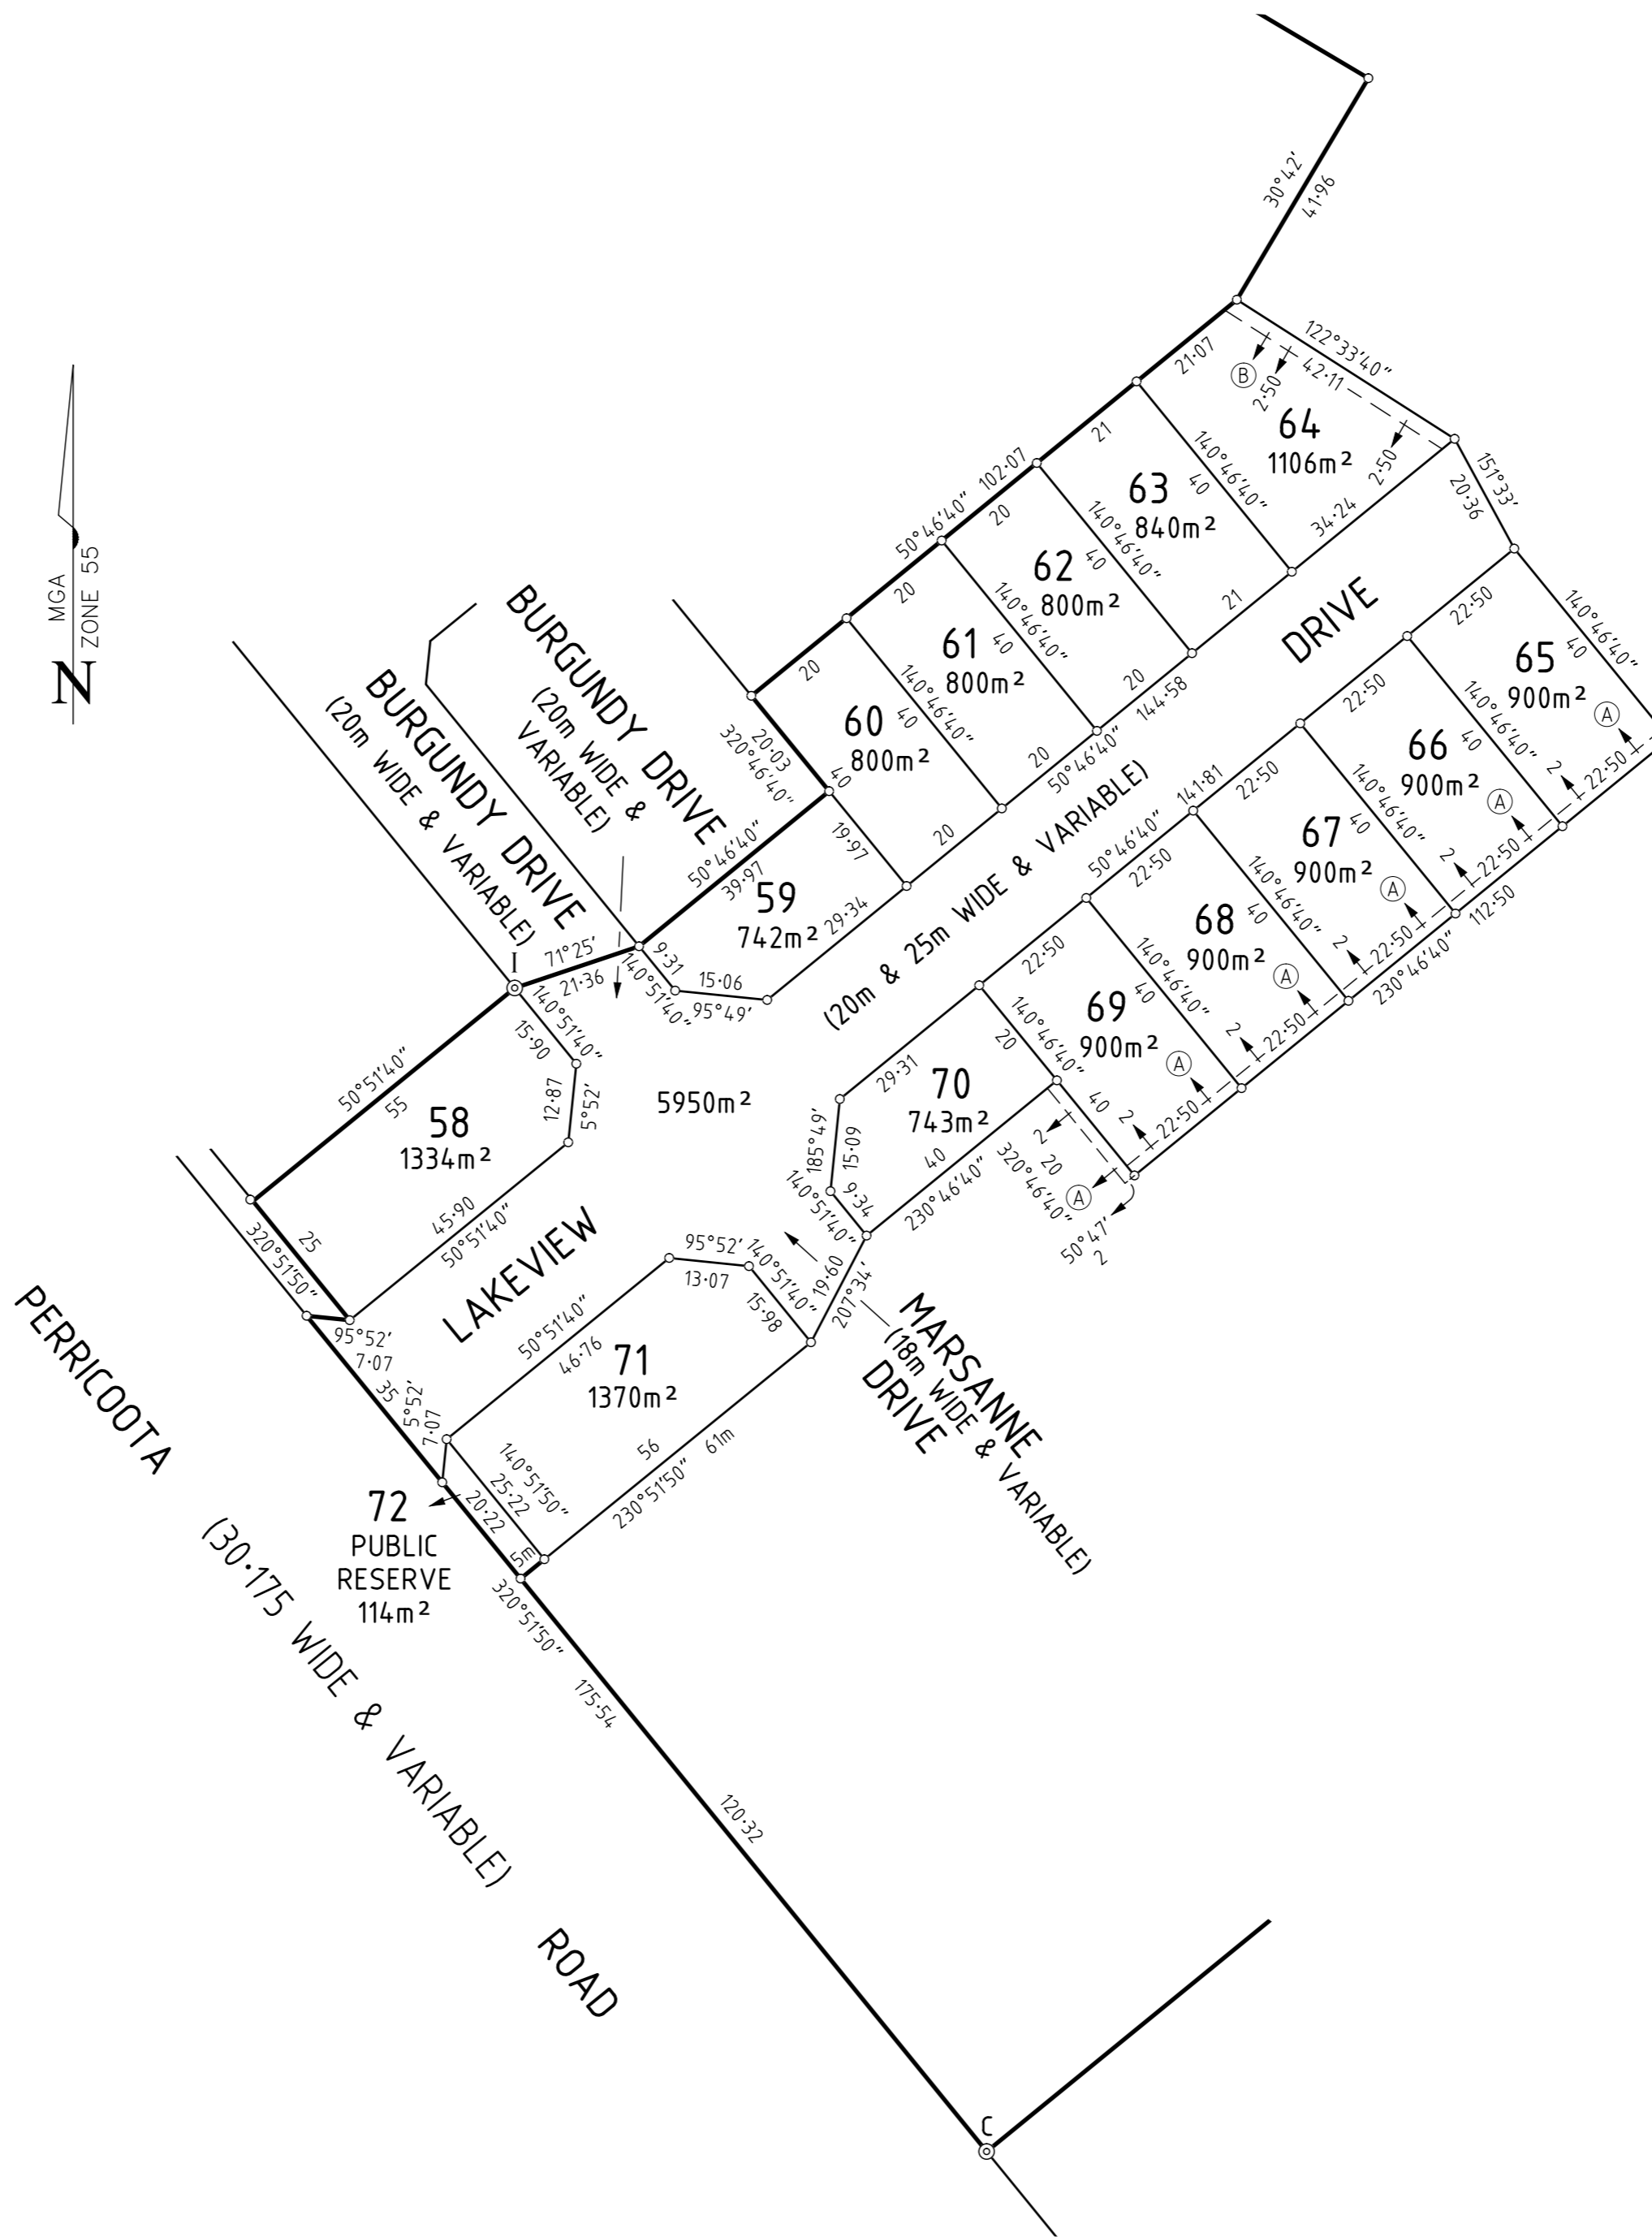 30°42'
41·96
MGA
ZONE 55
N
122°33'40"
42·11
21·07
B
2·50
2·50
64
1106m²
34·24
151°33'
20·36
50°46'40"
102·07
21
140°46'40"
40
63
840m²
21
20
140°46'40"
40
62
800m²
20
20
140°46'40"
40
61
800m²
20
20
140°46'40"
40
60
800m²
20
144·58
50°46'40"
20·03
320°46'40"
40
19·97
DRIVE
(20m & 25m WIDE & VARIABLE)
BURGUNDY DRIVE
(20m WIDE &
VARIABLE)
BURGUNDY DRIVE
(20m WIDE & VARIABLE)
50°46'40"
39·97
59
742m²
29·34
9·31
140°51'40"
15·06
95°49'
I
71°25'
21·36
22·50
140°46'40"
40
65
900m²
A
22·50
22·50
140°46'40"
40
66
900m²
A
2
22·50
141·81
50°46'40"
22·50
140°46'40"
40
67
900m²
A
2
22·50
112·50
230°46'40"
22·50
140°46'40"
40
68
900m²
A
2
22·50
22·50
140°46'40"
20
40
69
900m²
A
2
22·50
2
50°47'
2
29·31
70
743m²
185°49'
15·09
9·34
140°51'40"
40
230°46'40"
2
20
320°46'40"
A
5950m²
50°51'40"
55
140°51'40"
15·90
12·87
5°52'
58
1334m²
45·90
50°51'40"
25
320°51'50"
95°52'
7·07
35
LAKEVIEW
95°52'
13·07
140°51'40"
15·98
19·60
207°34'
MARSANNE
(18m WIDE & VARIABLE)
DRIVE
50°51'40"
46·76
71
1370m²
56
61m
230°51'50"
5°52'
7·07
140°51'50"
25·22
20·22
5m
72
PUBLIC
RESERVE
114m²
320°51'50"
175·54
120·32
PERRICOOTA
(30·175 WIDE & VARIABLE)
ROAD
C